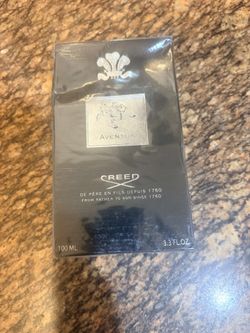 AVENTUS
CREED
DE PÈRE EN FILS DEPUIS 1760
FROM FATHER TO SON SINCE 1760
100 ML
3.3 FL.OZ